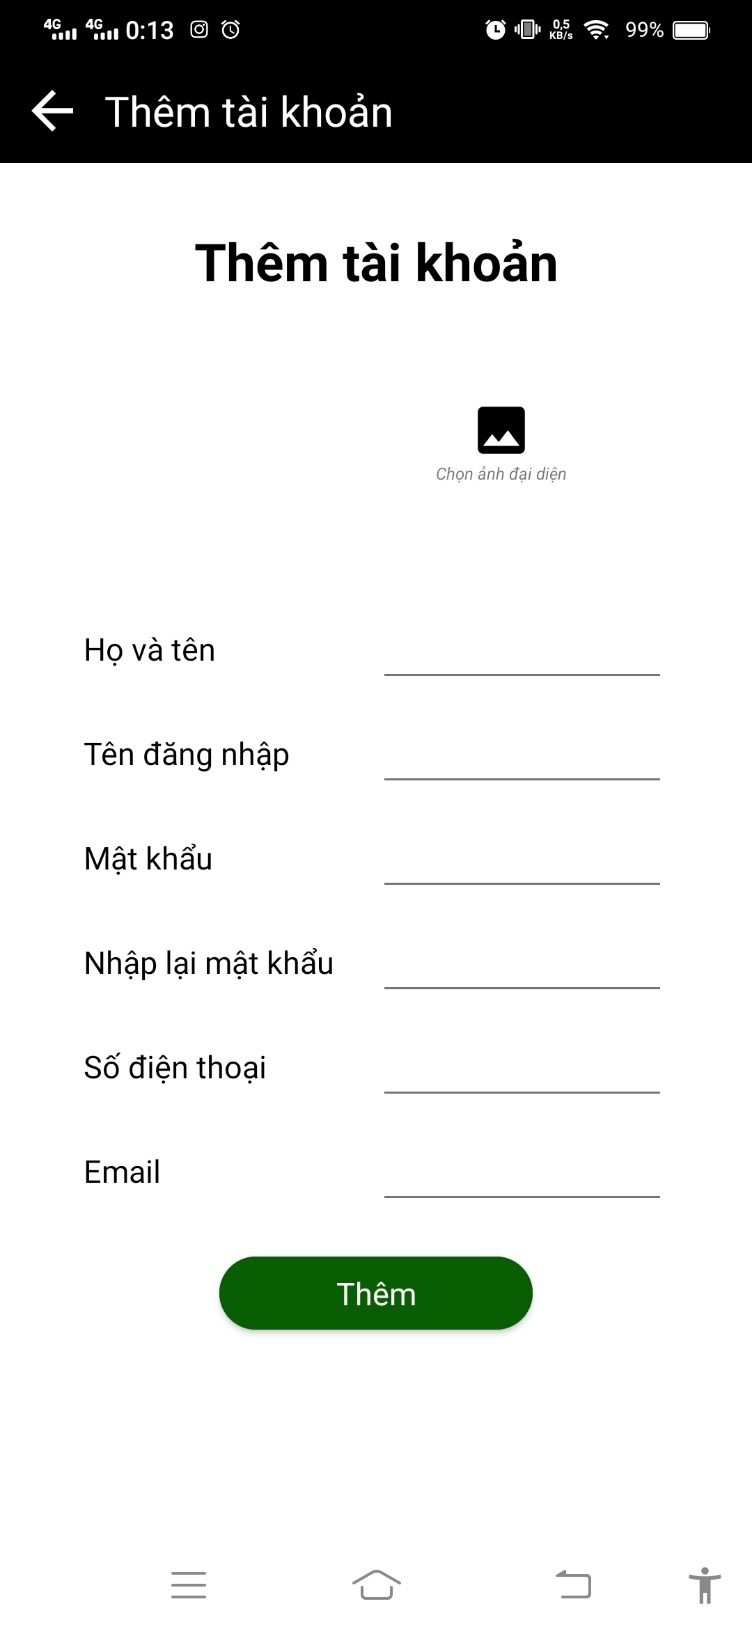 4G 4G 0:13 0,5 KB/s 99%
Thêm tài khoản
Thêm tài khoản
Chọn ảnh đại diện
Họ và tên
Tên đăng nhập
Mật khẩu
Nhập lại mật khẩu
Số điện thoại
Email
Thêm